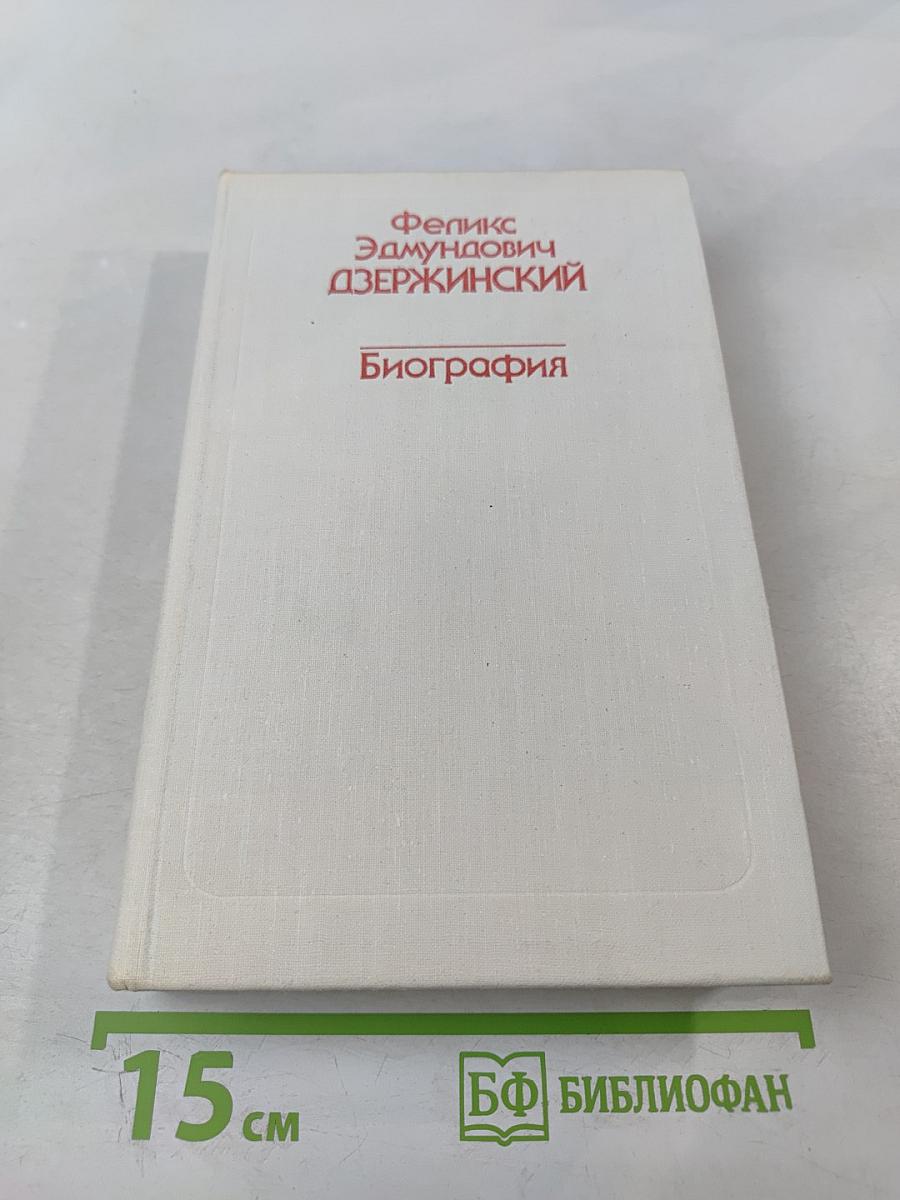 Феликс
Эдмундович
ДЗЕРЖИНСКИЙ
Биография
15 см
БФ БИБЛИОФАН